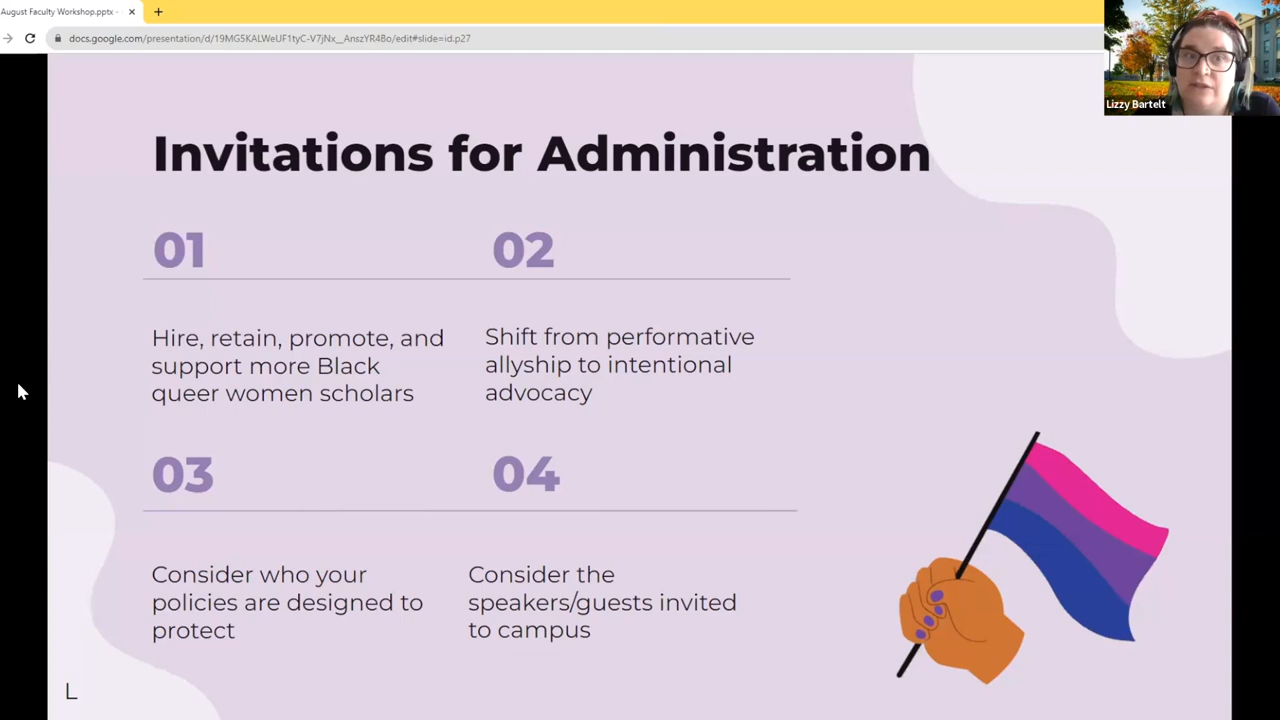 August Faculty Workshop.pptx -
docs.google.com/presentation/d/19MG5KALWeUF1tyC-V7jNx__AnszYR4Bo/edit#slide=id.p27
Lizzy Bartelt
Invitations for Administration
01
Hire, retain, promote, and
support more Black
queer women scholars
02
Shift from performative
allyship to intentional
advocacy
03
Consider who your
policies are designed to
protect
04
Consider the
speakers/guests invited
to campus
L